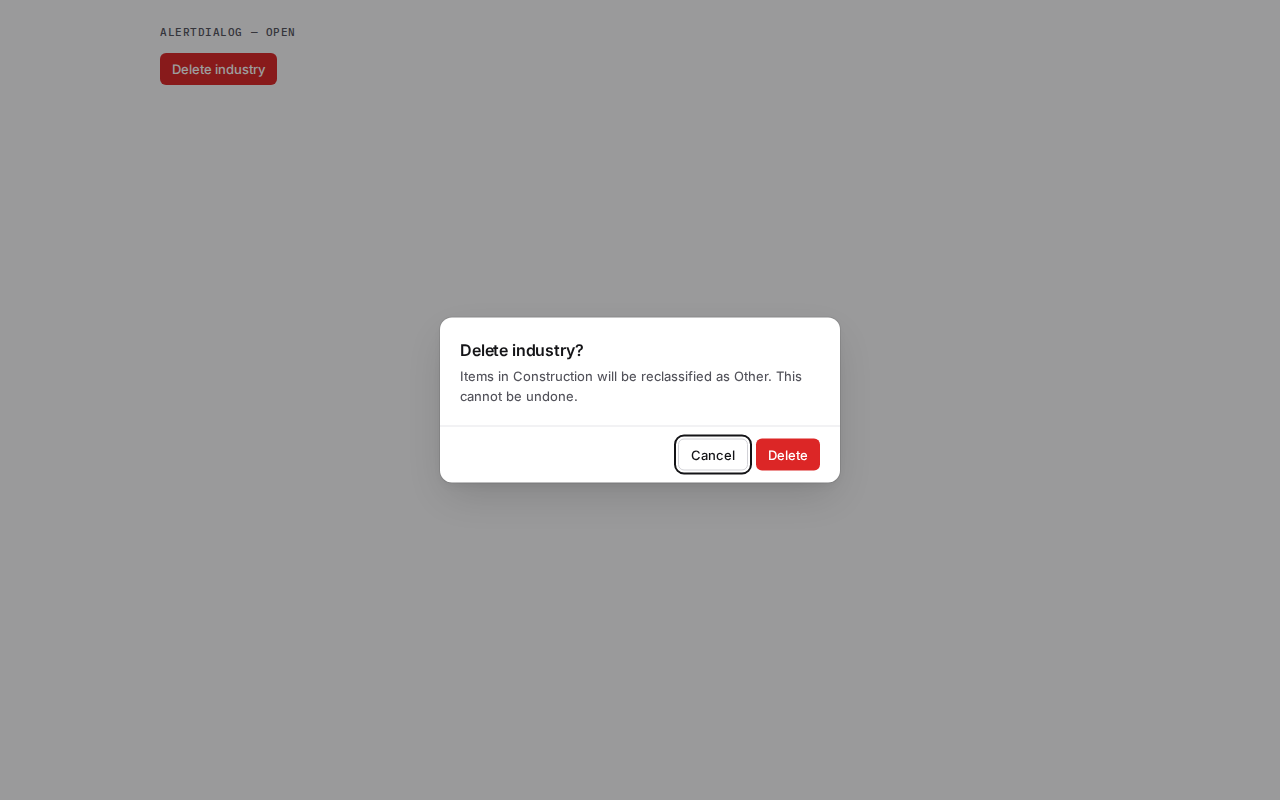 ALERTDIALOG — OPEN
Delete industry
Delete industry?
Items in Construction will be reclassified as Other. This
cannot be undone.
Cancel
Delete